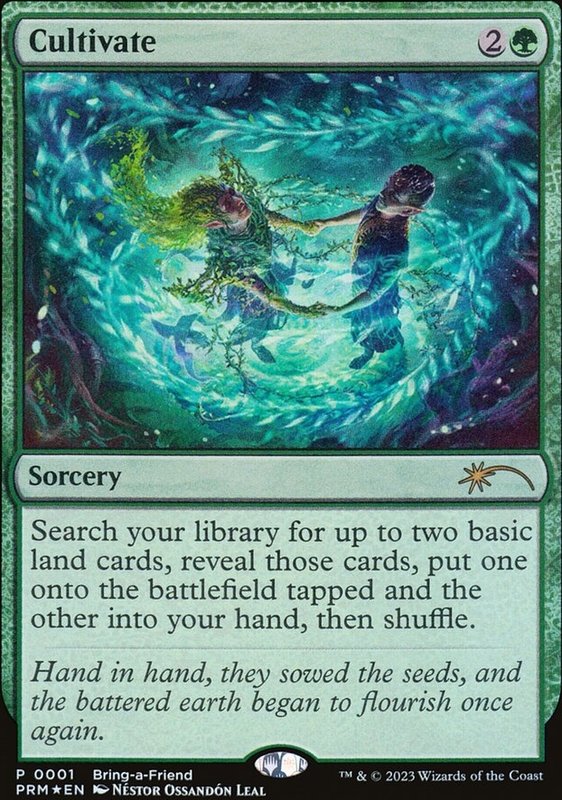 Cultivate 2
Sorcery
Search your library for up to two basic
land cards, reveal those cards, put one
onto the battlefield tapped and the
other into your hand, then shuffle.
Hand in hand, they sowed the seeds, and
the battered earth began to flourish once
again.
P 0001 Bring-a-Friend ™ & © 2023 Wizards of the Coast
PRM★EN Néstor Ossandón Leal